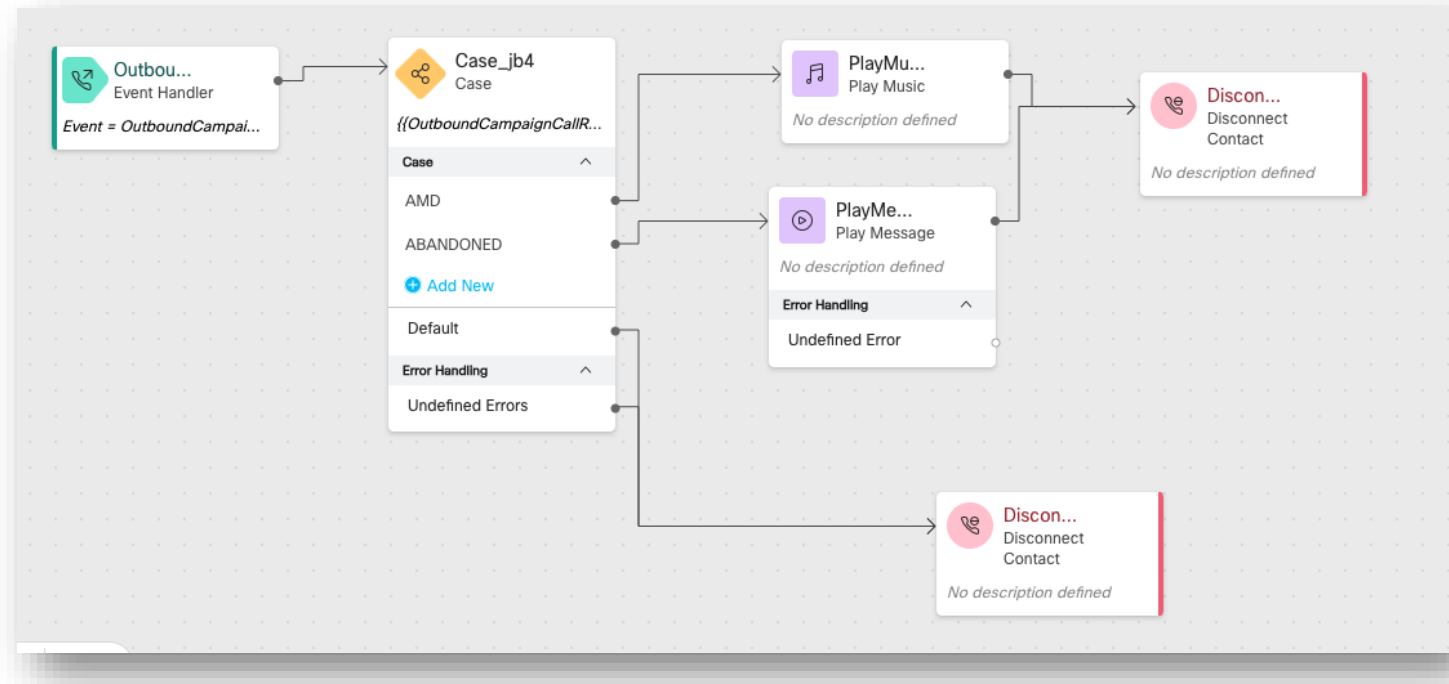 Outbou...
Event Handler
Event = OutboundCampai...
Case_jb4
Case
{{OutboundCampaignCallR...
Case
AMD
ABANDONED
Add New
Default
Error Handling
Undefined Errors
PlayMu...
Play Music
No description defined
PlayMe...
Play Message
No description defined
Error Handling
Undefined Error
Discon...
Disconnect
Contact
No description defined
Discon...
Disconnect
Contact
No description defined